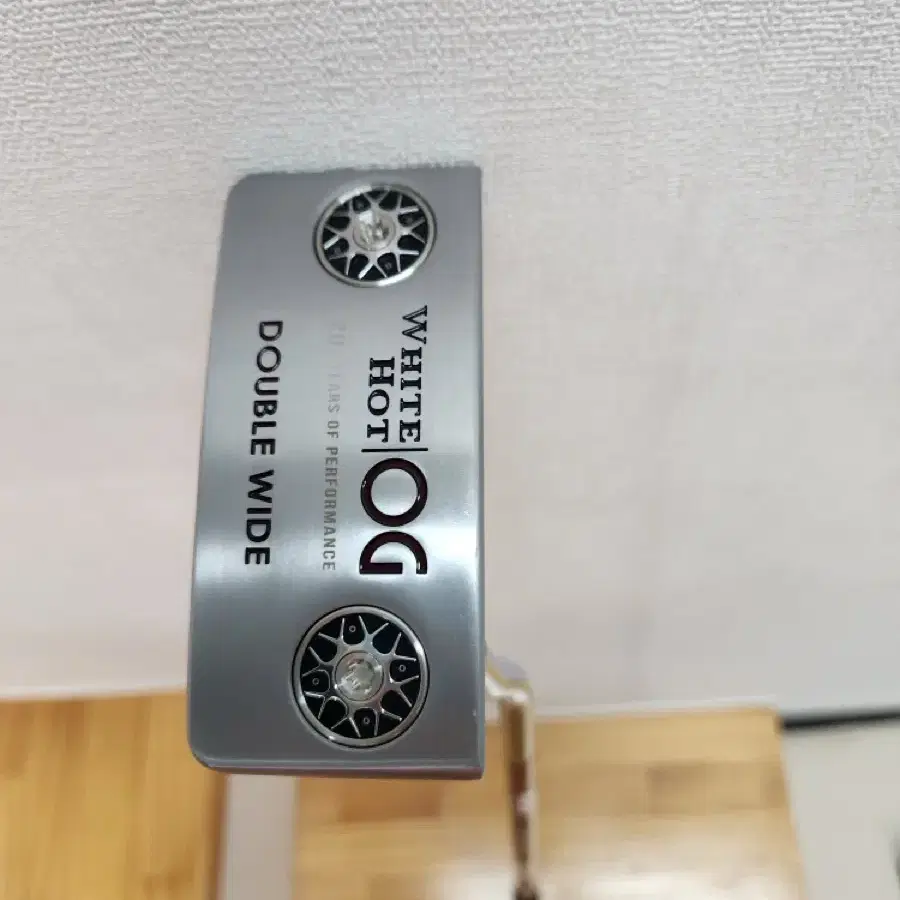 WHITE
HOT
OG
OF PERFORMANCE
DOUBLE WIDE